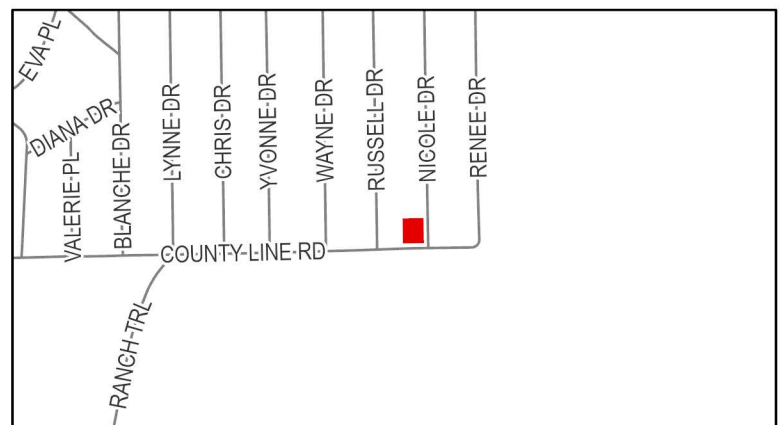 EVA PL
DIANA DR
VALERIE PL
BLANCHE DR
LYNNE DR
CHRIS DR
YVONNE DR
WAYNE DR
RUSSELL DR
NICOLE DR
RENEE DR
COUNTY LINE RD
RANCH TRL